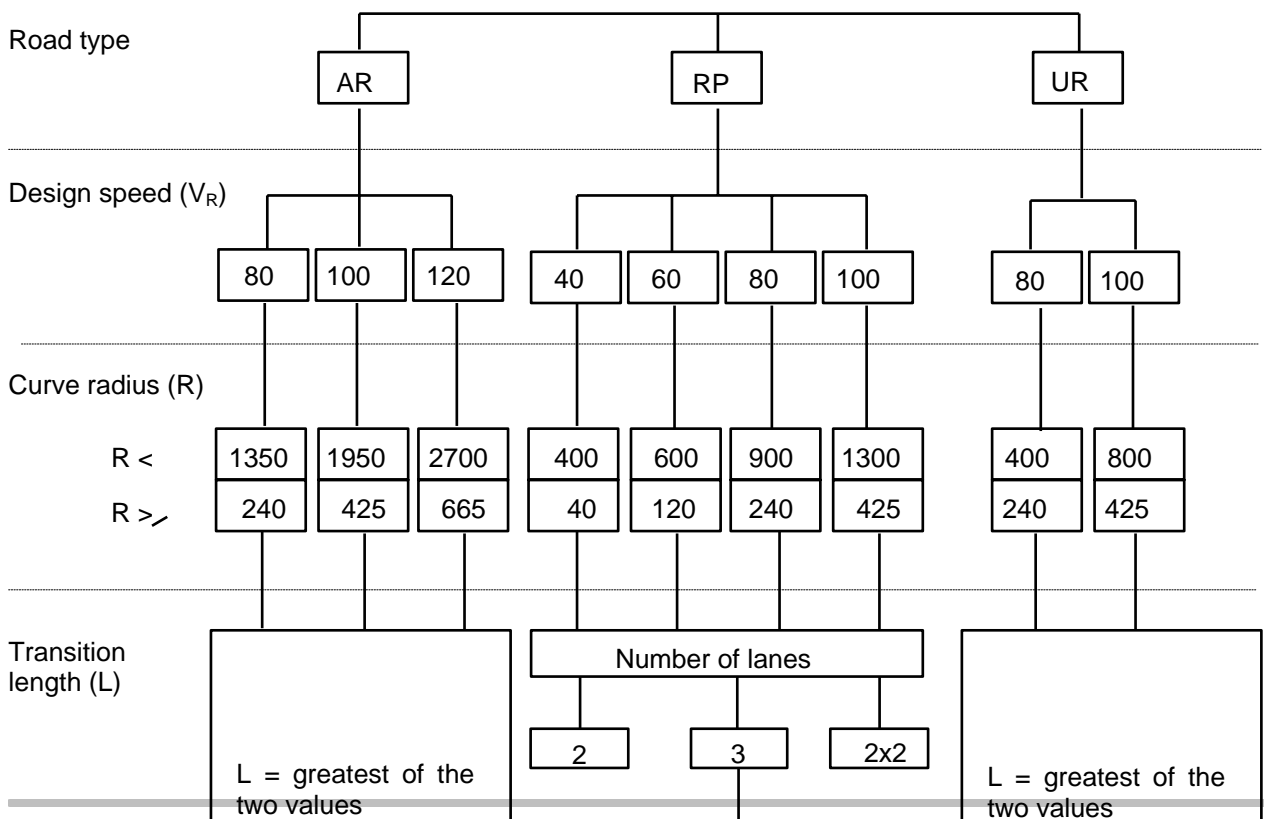 Road type
AR RP UR
Design speed (V_R)
80 100 120 40 60 80 100 80 100
Curve radius (R)
R < 1350 1950 2700 400 600 900 1300 400 800
R > 240 425 665 40 120 240 425 240 425
Transition
length (L)
Number of lanes
2 3 2x2
L = greatest of the
two values
L = greatest of the
two values